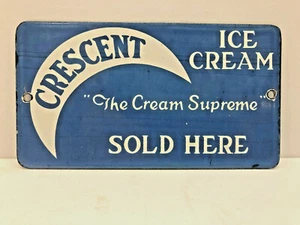 CRESCENT
ICE
CREAM
"The Cream Supreme"
SOLD HERE